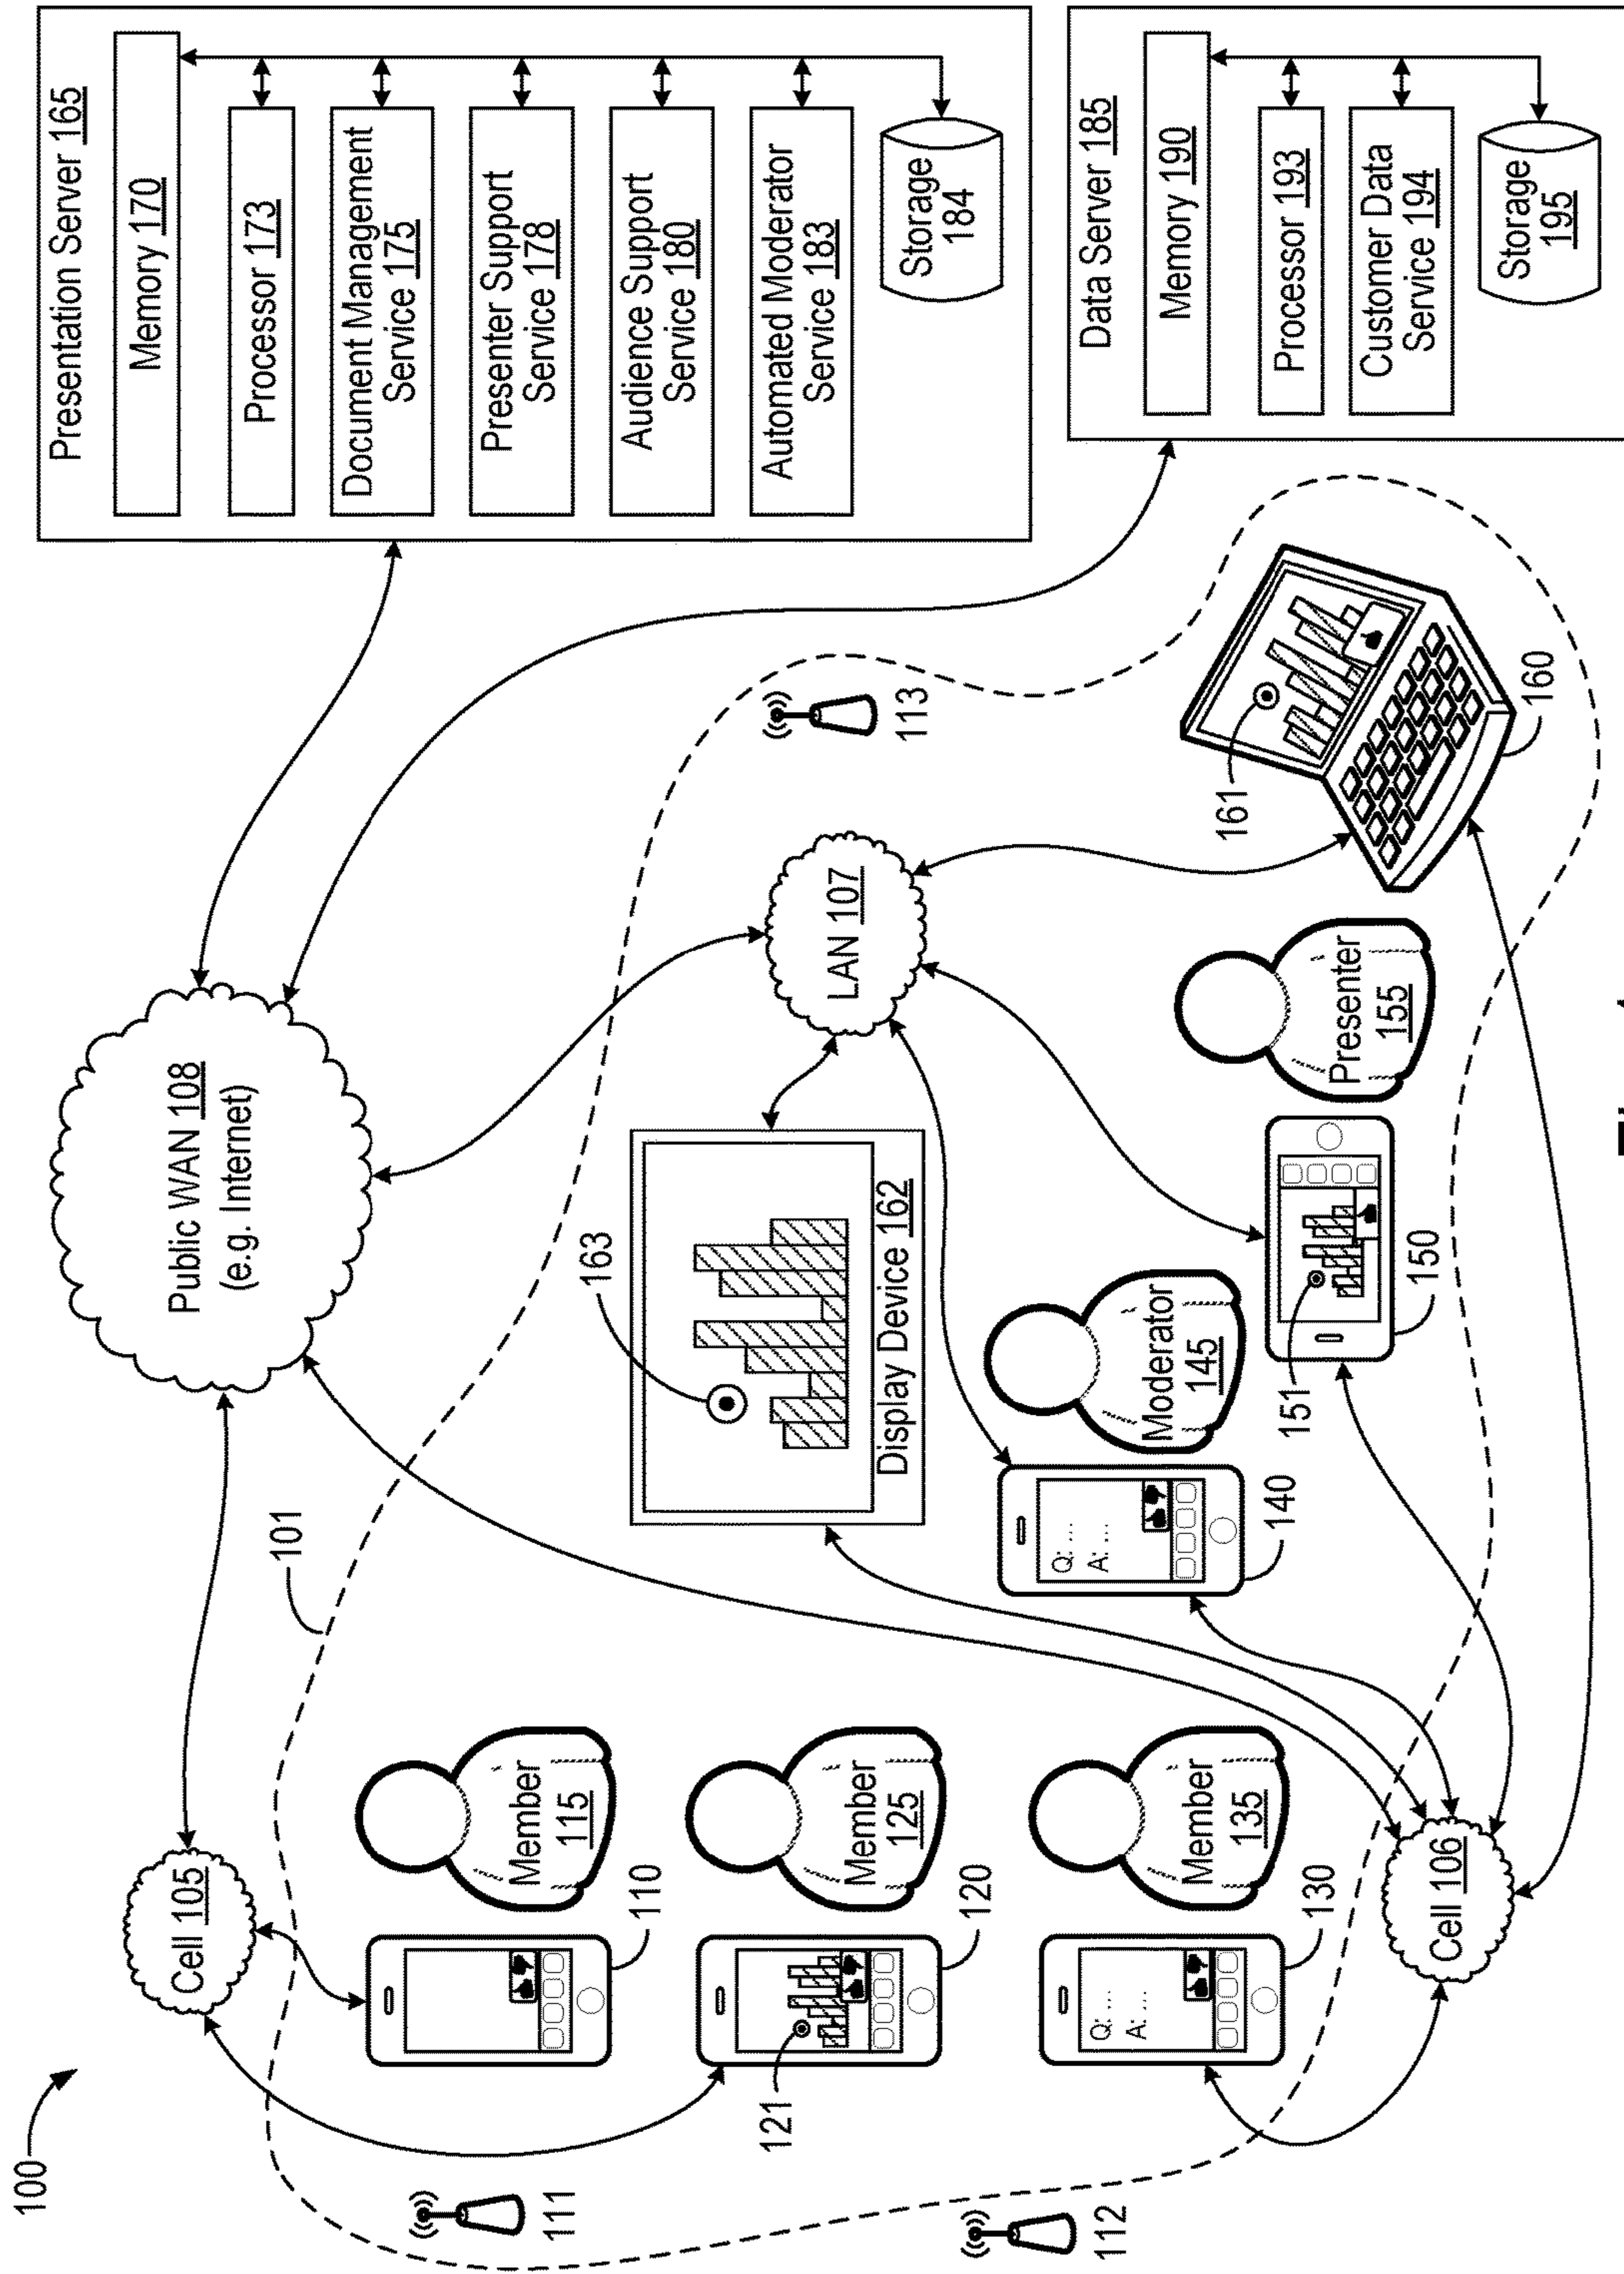 100
Cell 105
Public WAN 108
(e.g. Internet)
101
Presentation Server 165
Memory 170
Processor 173
Document Management
Service 175
Presenter Support
Service 178
Audience Support
Service 180
Automated Moderator
Service 183
Storage
184
111
110
Member
115
121
120
Member
125
112
Q: ...
A: ...
130
Member
135
Cell 106
163
Display Device 162
LAN 107
113
Q: ...
A: ...
140
Moderator
145
151
150
Presenter
155
161
160
Data Server 185
Memory 190
Processor 193
Customer Data
Service 194
Storage
195